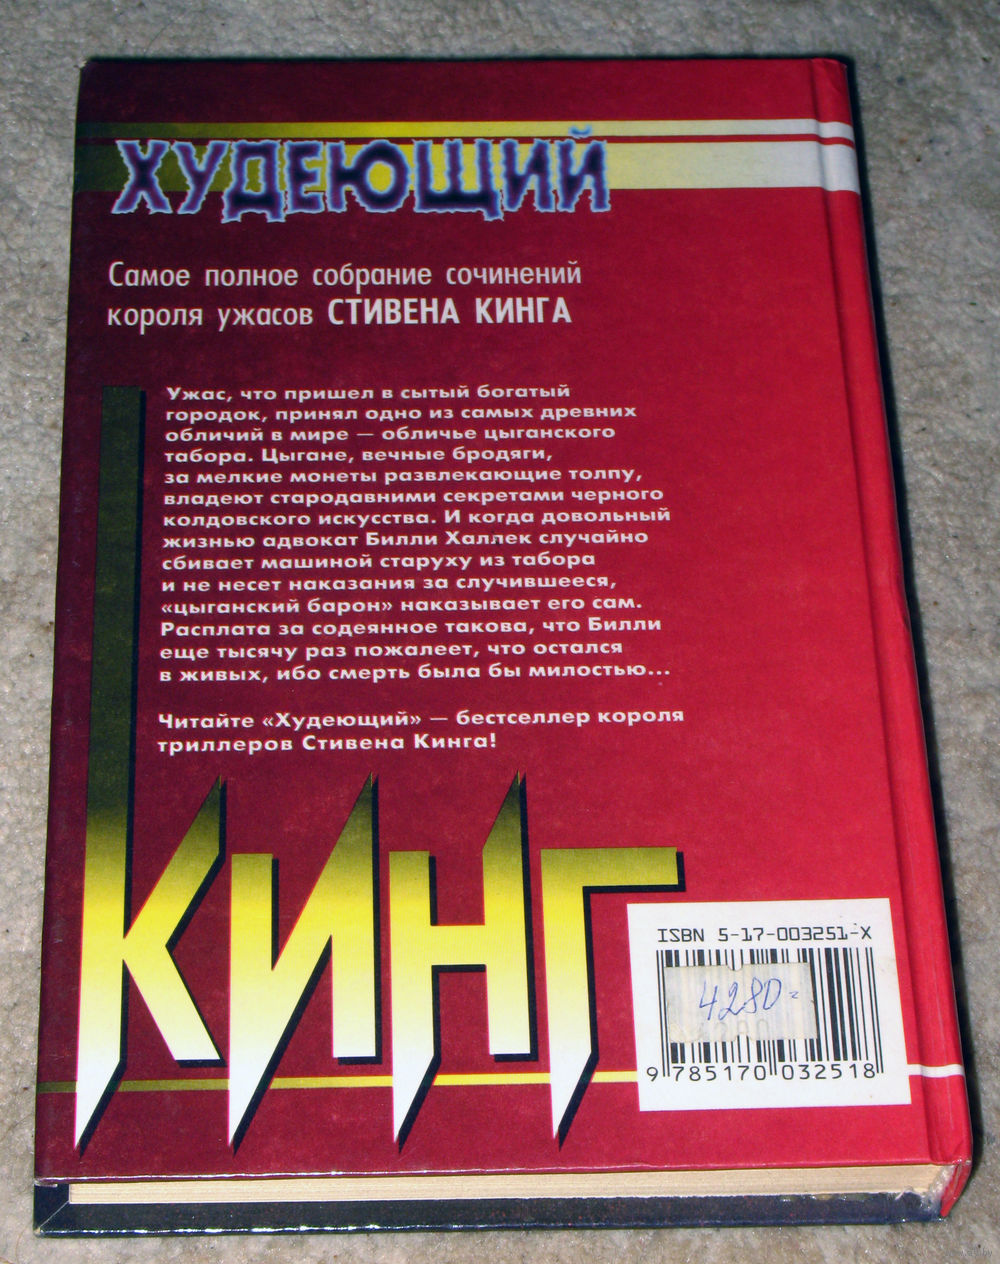 ХУДЕЮЩИЙ
Самое полное собрание сочинений
короля ужасов СТИВЕНА КИНГА
Ужас, что пришел в сытый богатый
городок, принял одно из самых древних
обличий в мире — обличье цыганского
табора. Цыгане, вечные бродяги,
за мелкие монеты развлекающие толпу,
владеют стародавними секретами черного
колдовского искусства. И когда довольный
жизнью адвокат Билли Халлек случайно
сбивает машиной старуху из табора
и не несет наказания за случившееся,
«цыганский барон» наказывает его сам.
Расплата за содеянное такова, что Билли
еще тысячу раз пожалеет, что остался
в живых, ибо смерть была бы милостью...
Читайте «Худеющий» — бестселлер короля
триллеров Стивена Кинга!
КИНГ
ISBN 5-17-003251-X
4280=
9 785170 032518